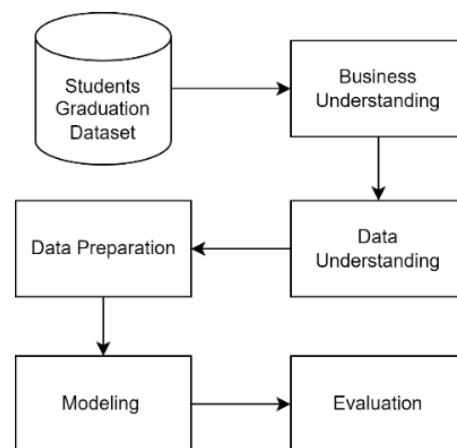 Students
Graduation
Dataset
Business
Understanding
Data
Understanding
Data Preparation
Modeling
Evaluation